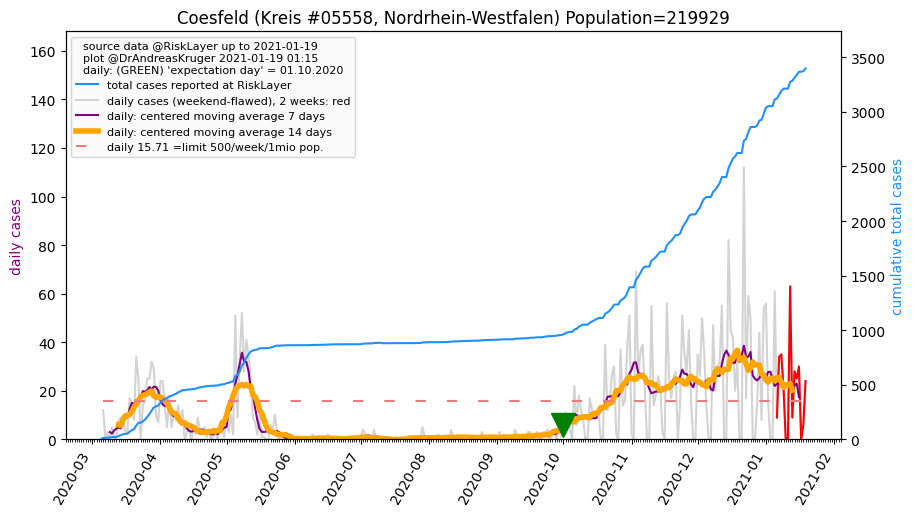 Coesfeld (Kreis #05558, Nordrhein-Westfalen) Population=219929
source data @RiskLayer up to 2021-01-19
plot @DrAndreasKruger 2021-01-19 01:15
daily: (GREEN) 'expectation day' = 01.10.2020
total cases reported at RiskLayer
daily cases (weekend-flawed), 2 weeks: red
daily: centered moving average 7 days
daily: centered moving average 14 days
daily 15.71 =limit 500/week/1mio pop.
daily cases
160
140
120
100
80
60
40
20
0
3500
3000
2500
2000
1500
1000
500
0
cumulative total cases
2020-03
2020-04
2020-05
2020-06
2020-07
2020-08
2020-09
2020-10
2020-11
2020-12
2021-01
2021-02